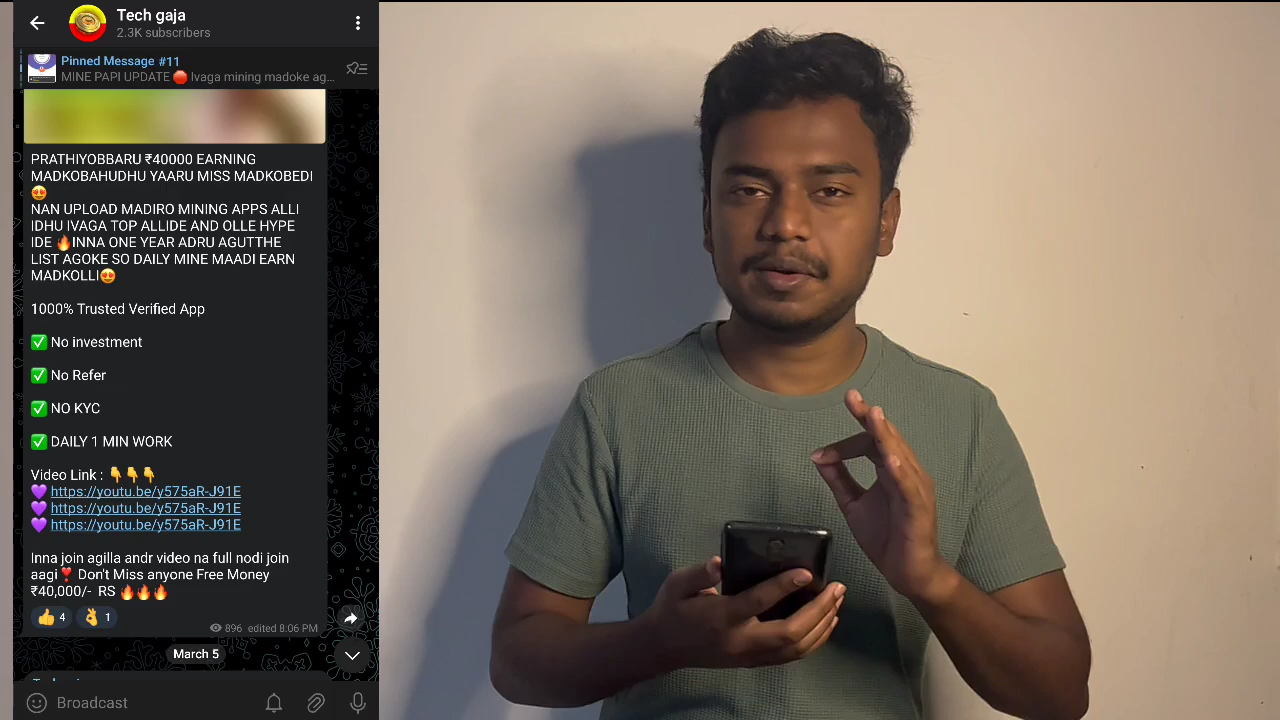 Tech gaja
2.3K subscribers
Pinned Message #11
MINE PAPI UPDATE 🛑 Ivaga mining madoke ag...
PRATHIYOBBARU ₹40000 EARNING
MADKOBAHUDHU YAARU MISS MADKOBEDI
😍
NAN UPLOAD MADIRO MINING APPS ALLI
IDHU IVAGA TOP ALLIDE AND OLLE HYPE
IDE 🔥INNA ONE YEAR ADRU AGUTTHE
LIST AGOKE SO DAILY MINE MAADI EARN
MADKOLLI😍
1000% Trusted Verified App
✅ No investment
✅ No Refer
✅ NO KYC
✅ DAILY 1 MIN WORK
Video Link : 👇👇👇
💜 https://youtu.be/y575aR-J91E
💜 https://youtu.be/y575aR-J91E
💜 https://youtu.be/y575aR-J91E
Inna join agilla andr video na full nodi join
aagi❣️ Don't Miss anyone Free Money
₹40,000/- RS 🔥🔥🔥
👍 4 👌 1
896 edited 8:06 PM
March 5
Broadcast